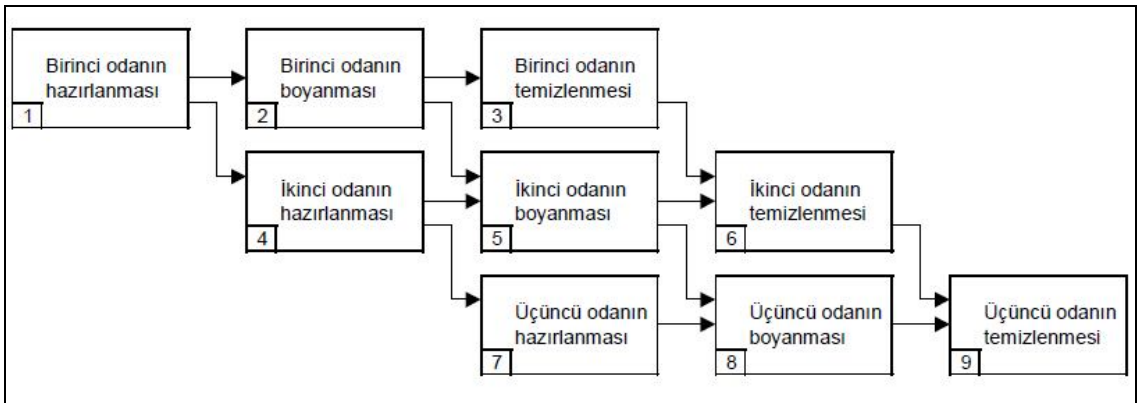 Birinci odanın
hazırlanması
1
Birinci odanın
boyanması
2
Birinci odanın
temizlenmesi
3
İkinci odanın
hazırlanması
4
İkinci odanın
boyanması
5
İkinci odanın
temizlenmesi
6
Üçüncü odanın
hazırlanması
7
Üçüncü odanın
boyanması
8
Üçüncü odanın
temizlenmesi
9